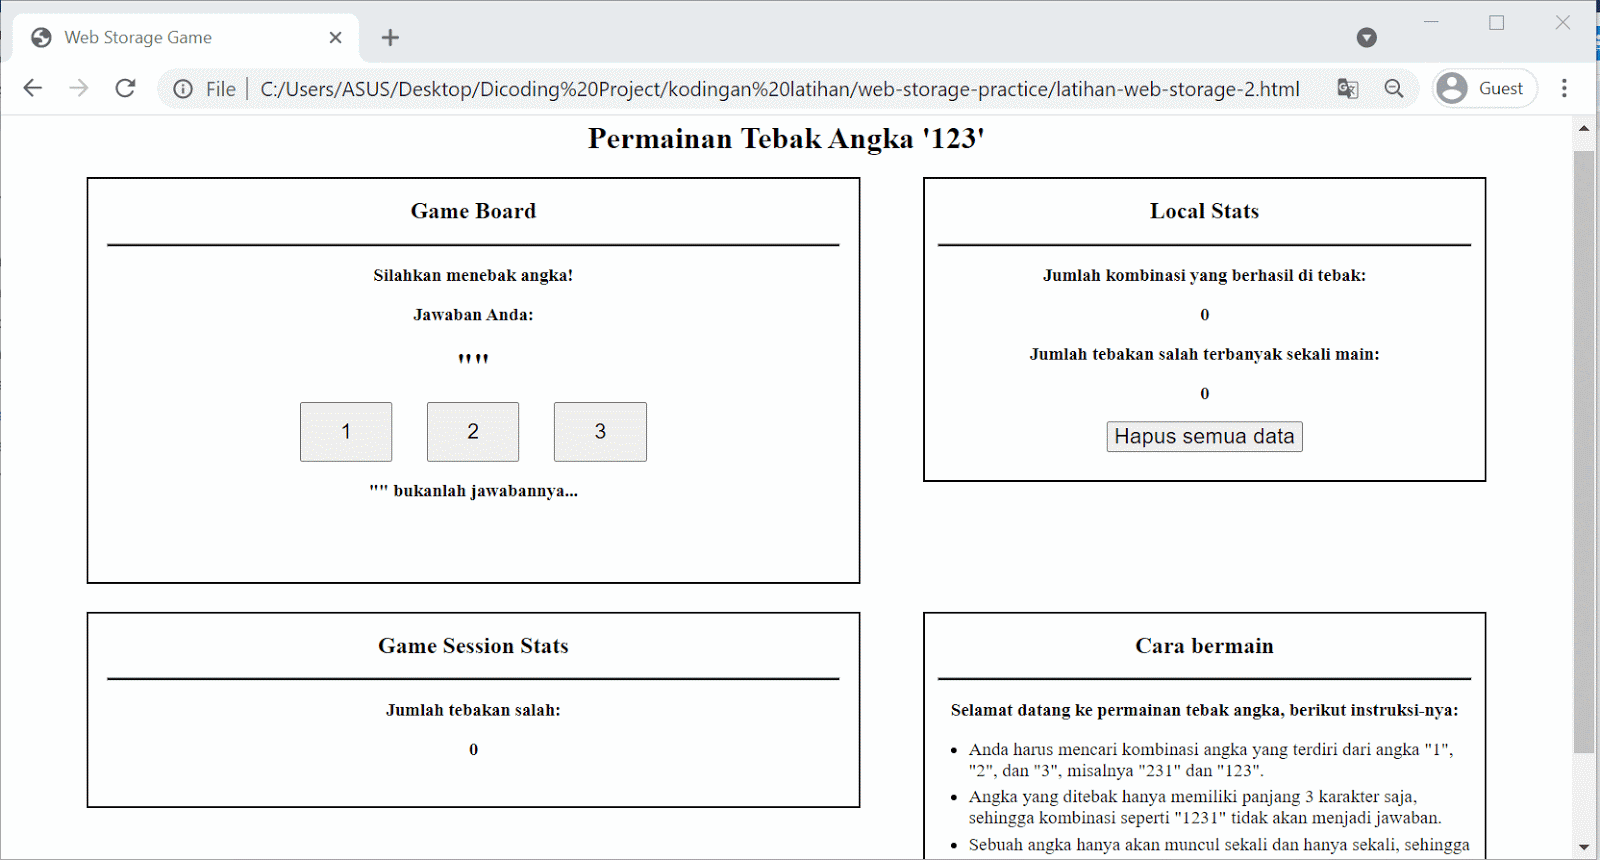 Web Storage Game
File
C:/Users/ASUS/Desktop/Dicoding%20Project/kodingan%20latihan/web-storage-practice/latihan-web-storage-2.html
Guest
Permainan Tebak Angka '123'
Game Board
Silahkan menebak angka!
Jawaban Anda:
""
1
2
3
"" bukanlah jawabannya...
Local Stats
Jumlah kombinasi yang berhasil di tebak:
0
Jumlah tebakan salah terbanyak sekali main:
0
Hapus semua data
Game Session Stats
Jumlah tebakan salah:
0
Cara bermain
Selamat datang ke permainan tebak angka, berikut instruksi-nya:
• Anda harus mencari kombinasi angka yang terdiri dari angka "1",
"2", dan "3", misalnya "231" dan "123".
• Angka yang ditebak hanya memiliki panjang 3 karakter saja,
sehingga kombinasi seperti "1231" tidak akan menjadi jawaban.
• Sebuah angka hanya akan muncul sekali dan hanya sekali, sehingga